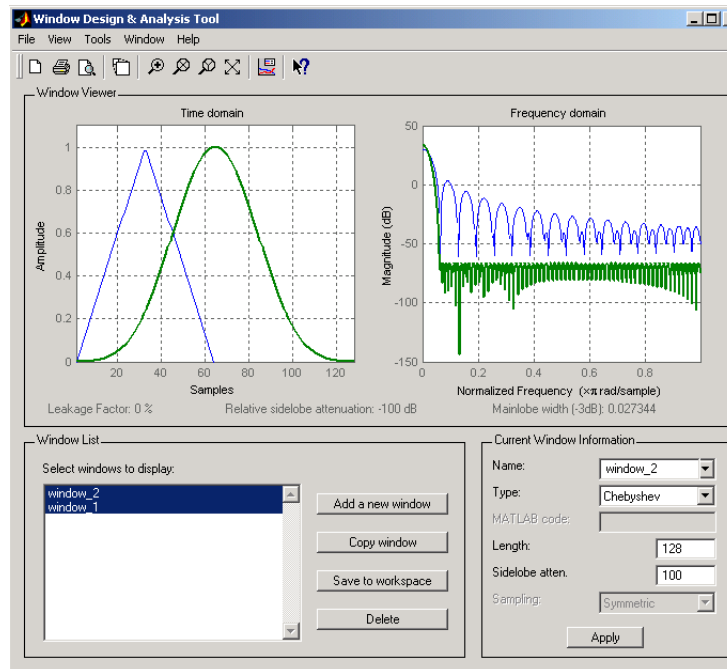 Window Design & Analysis Tool
File View Tools Window Help
Window Viewer
Time domain
Frequency domain
Amplitude
1
0.8
0.6
0.4
0.2
0
20 40 60 80 100 120
Samples
Magnitude (dB)
50
0
-50
-100
-150
0 0.2 0.4 0.6 0.8
Normalized Frequency (×π rad/sample)
Leakage Factor: 0 % Relative sidelobe attenuation: -100 dB Mainlobe width (-3dB): 0.027344
Window List
Select windows to display:
window_2
window_1
Add a new window
Copy window
Save to workspace
Delete
Current Window Information
Name: window_2
Type: Chebyshev
MATLAB code:
Length: 128
Sidelobe atten. 100
Sampling: Symmetric
Apply